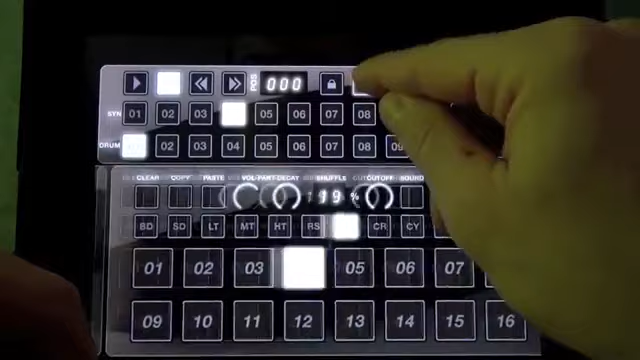 POS 000
SYN 01 02 03 05 06 07 08
DRUM 02 03 04 05 06 07 08 09
CLEAR COPY PASTE VOL DECAY SHUFFLE CUTOFF SOUND
19 %
BD SD LT MT HT RS CR CY
01 02 03 05 06 07
09 10 11 12 13 14 15 16